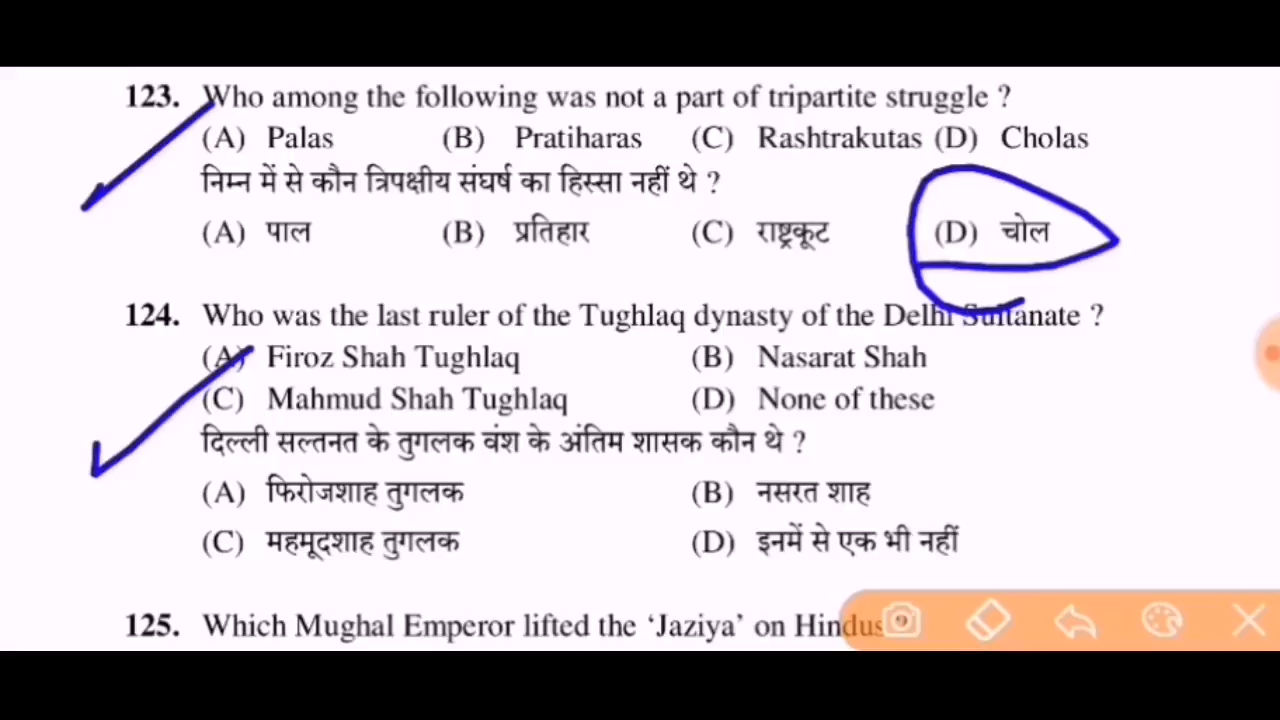 123. Who among the following was not a part of tripartite struggle ?
(A) Palas (B) Pratiharas (C) Rashtrakutas (D) Cholas
निम्न में से कौन त्रिपक्षीय संघर्ष का हिस्सा नहीं थे ?
(A) पाल (B) प्रतिहार (C) राष्ट्रकूट (D) चोल
124. Who was the last ruler of the Tughlaq dynasty of the Delhi Sultanate ?
(A) Firoz Shah Tughlaq (B) Nasarat Shah
(C) Mahmud Shah Tughlaq (D) None of these
दिल्ली सल्तनत के तुगलक वंश के अंतिम शासक कौन थे ?
(A) फिरोजशाह तुगलक (B) नसरत शाह
(C) महमूदशाह तुगलक (D) इनमें से एक भी नहीं
125. Which Mughal Emperor lifted the ‘Jaziya’ on Hindus ?